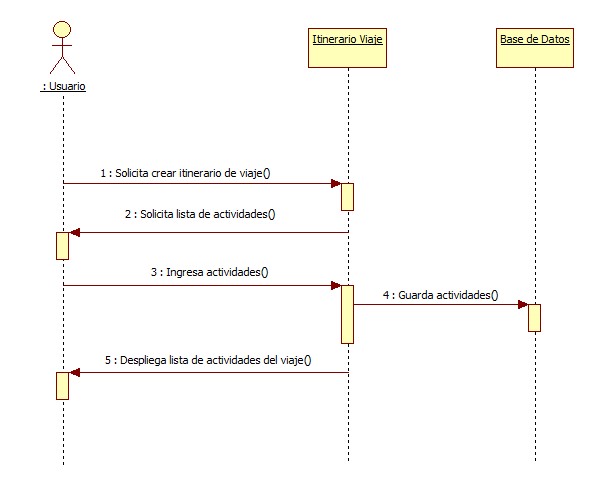 Itinerario Viaje
Base de Datos
: Usuario
1 : Solicita crear itinerario de viaje()
2 : Solicita lista de actividades()
3 : Ingresa actividades()
4 : Guarda actividades()
5 : Despliega lista de actividades del viaje()